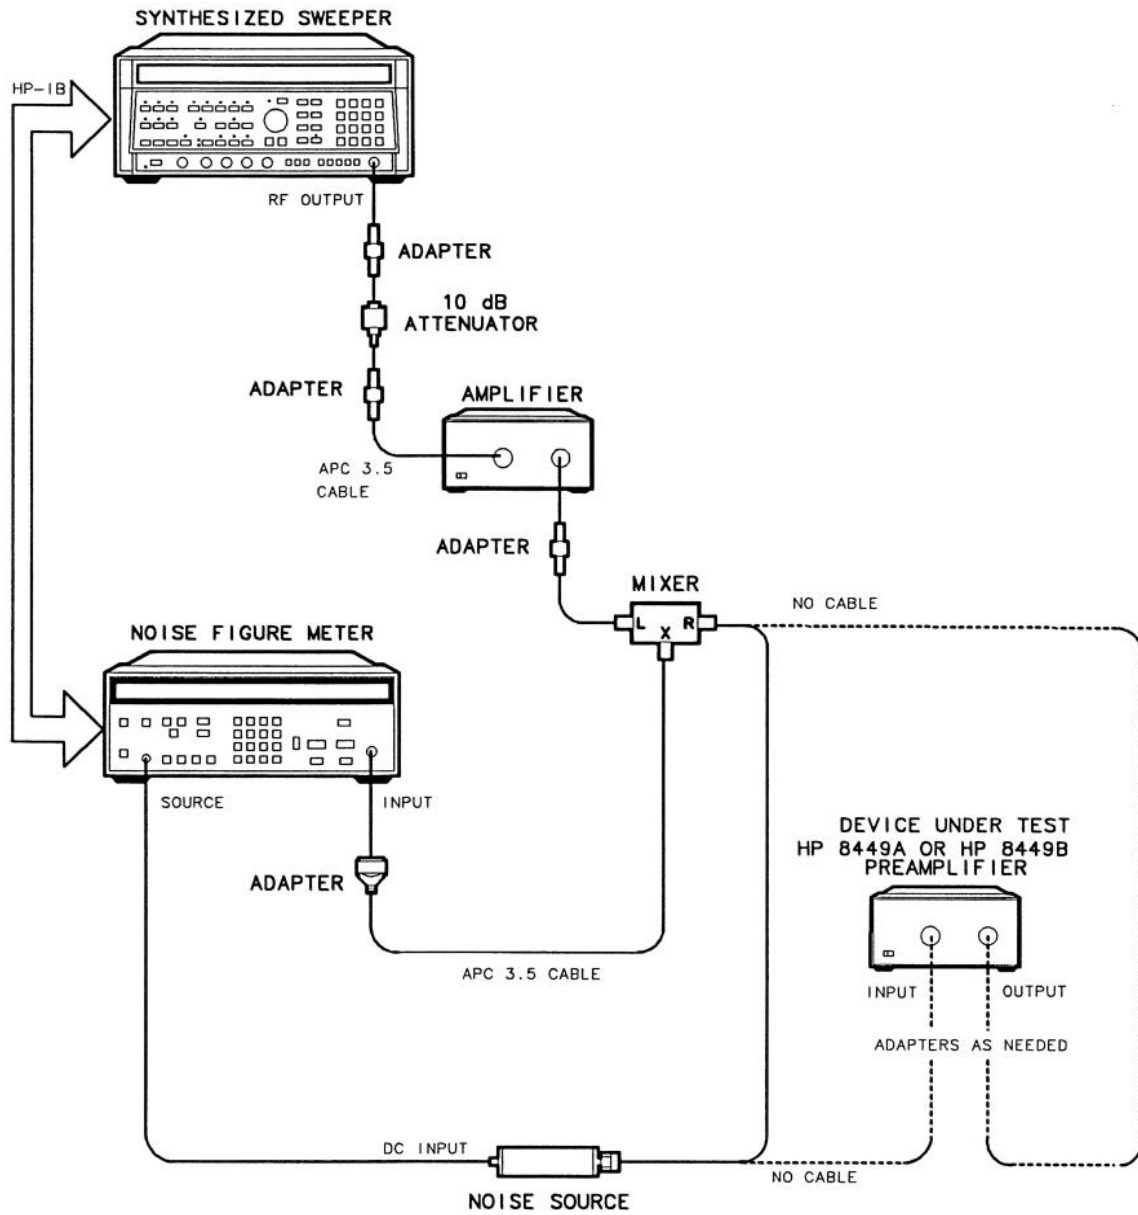 SYNTHESIZED SWEEPER
HP-IB
RF OUTPUT
ADAPTER
10 dB
ATTENUATOR
ADAPTER
AMPLIFIER
APC 3.5
CABLE
ADAPTER
MIXER
L X R
NO CABLE
NOISE FIGURE METER
SOURCE
INPUT
ADAPTER
APC 3.5 CABLE
DEVICE UNDER TEST
HP 8449A OR HP 8449B
PREAMPLIFIER
INPUT
OUTPUT
ADAPTERS AS NEEDED
DC INPUT
NO CABLE
NOISE SOURCE